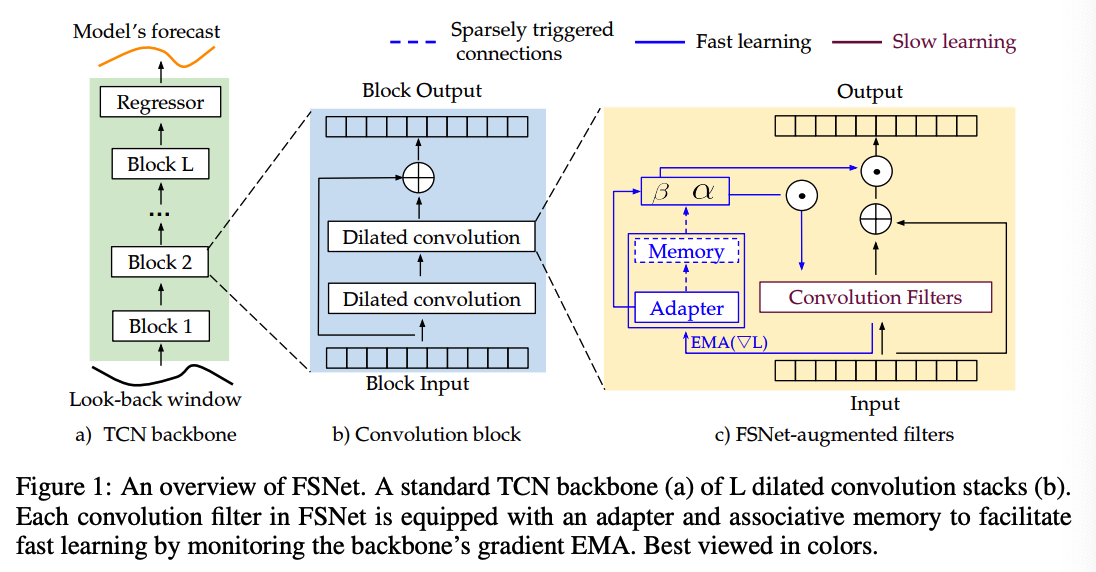 Model's forecast
Regressor
Block L
...
Block 2
Block 1
Look-back window
a) TCN backbone
Sparsely triggered
connections
Fast learning
Slow learning
Block Output
Dilated convolution
Dilated convolution
Block Input
b) Convolution block
Output
β α
Memory
Adapter
Convolution Filters
EMA(▽L)
Input
c) FSNet-augmented filters
Figure 1: An overview of FSNet. A standard TCN backbone (a) of L dilated convolution stacks (b).
Each convolution filter in FSNet is equipped with an adapter and associative memory to facilitate
fast learning by monitoring the backbone's gradient EMA. Best viewed in colors.